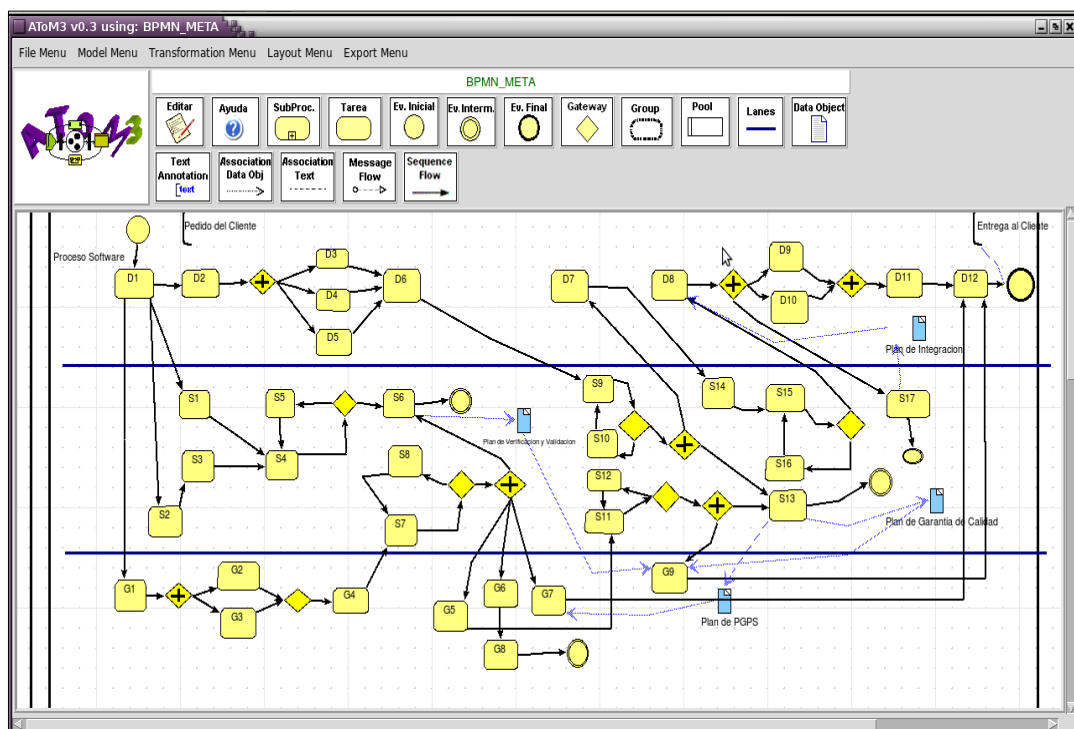 AToM3 v0.3 using: BPMN_META
File Menu Model Menu Transformation Menu Layout Menu Export Menu
BPMN_META
AToM3
Editar Ayuda SubProc. Tarea Ev. Inicial Ev.Interm. Ev. Final Gateway Group Pool Lanes Data Object
Text Annotation
[text
Association Data Obj
Association Text
Message Flow
Sequence Flow
Pedido del Cliente
Entrega al Cliente
Proceso Software
D1 D2 D3 D4 D5 D6 D7 D8 D9 D10 D11 D12
Plan de Integracion
S1 S2 S3 S4 S5 S6 S7 S8 S9 S10 S11 S12 S13 S14 S15 S16 S17
Plan de Verificacion y Validacion
Plan de Garantia de Calidad
G1 G2 G3 G4 G5 G6 G7 G8 G9
Plan de PGPS